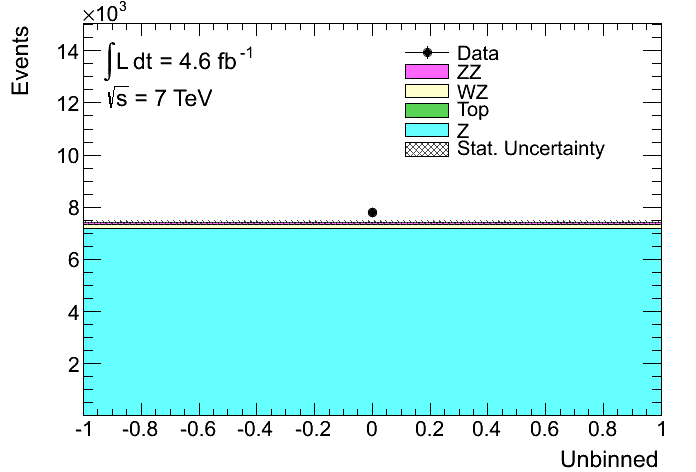 ×10³
Events
14
12
10
8
6
4
2
∫L dt = 4.6 fb⁻¹
√s = 7 TeV
Data
ZZ
WZ
Top
Z
Stat. Uncertainty
-1 -0.8 -0.6 -0.4 -0.2 0 0.2 0.4 0.6 0.8 1
Unbinned